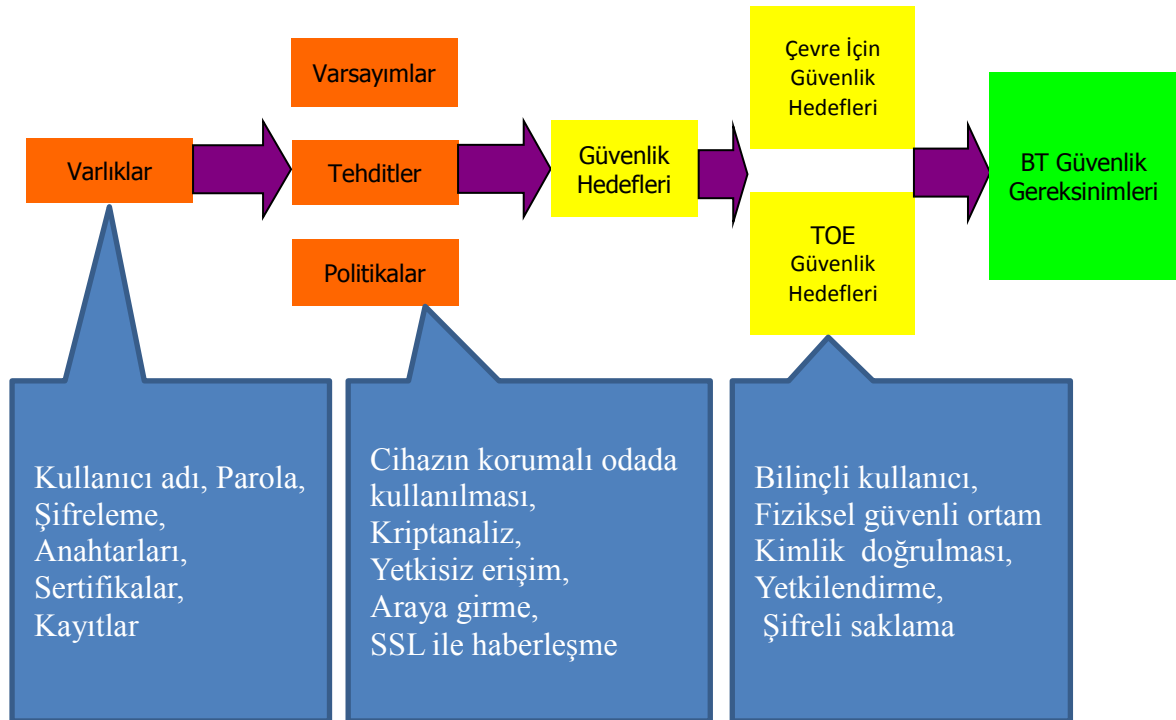 Varlıklar
Varsayımlar
Tehditler
Politikalar
Güvenlik
Hedefleri
Çevre İçin
Güvenlik
Hedefleri
TOE
Güvenlik
Hedefleri
BT Güvenlik
Gereksinimleri
Kullanıcı adı, Parola,
Şifreleme,
Anahtarları,
Sertifikalar,
Kayıtlar
Cihazın korumalı odada
kullanılması,
Kriptanaliz,
Yetkisiz erişim,
Araya girme,
SSL ile haberleşme
Bilinçli kullanıcı,
Fiziksel güvenli ortam
Kimlik doğrulması,
Yetkilendirme,
Şifreli saklama